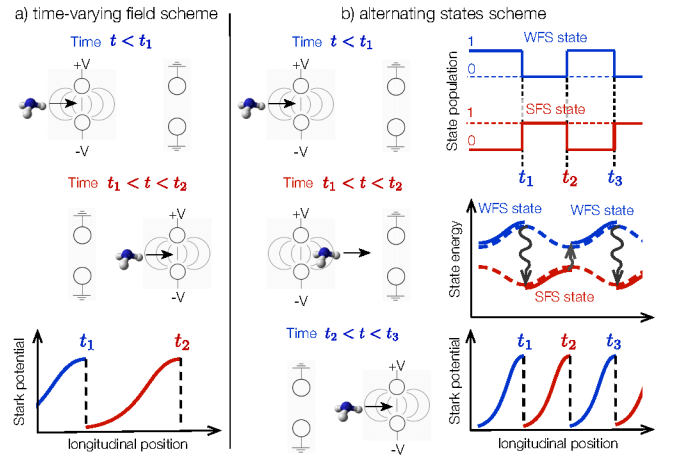 a) time-varying field scheme
Time t < t₁
+V
-V
Time t₁ < t < t₂
+V
-V
Stark potential
t₁
t₂
longitudinal position
b) alternating states scheme
Time t < t₁
+V
-V
Time t₁ < t < t₂
+V
-V
Time t₂ < t < t₃
+V
-V
State population
1
WFS state
0
SFS state
1
0
t₁
t₂
t₃
State energy
WFS state
WFS state
SFS state
Stark potential
t₁
t₂
t₃
longitudinal position